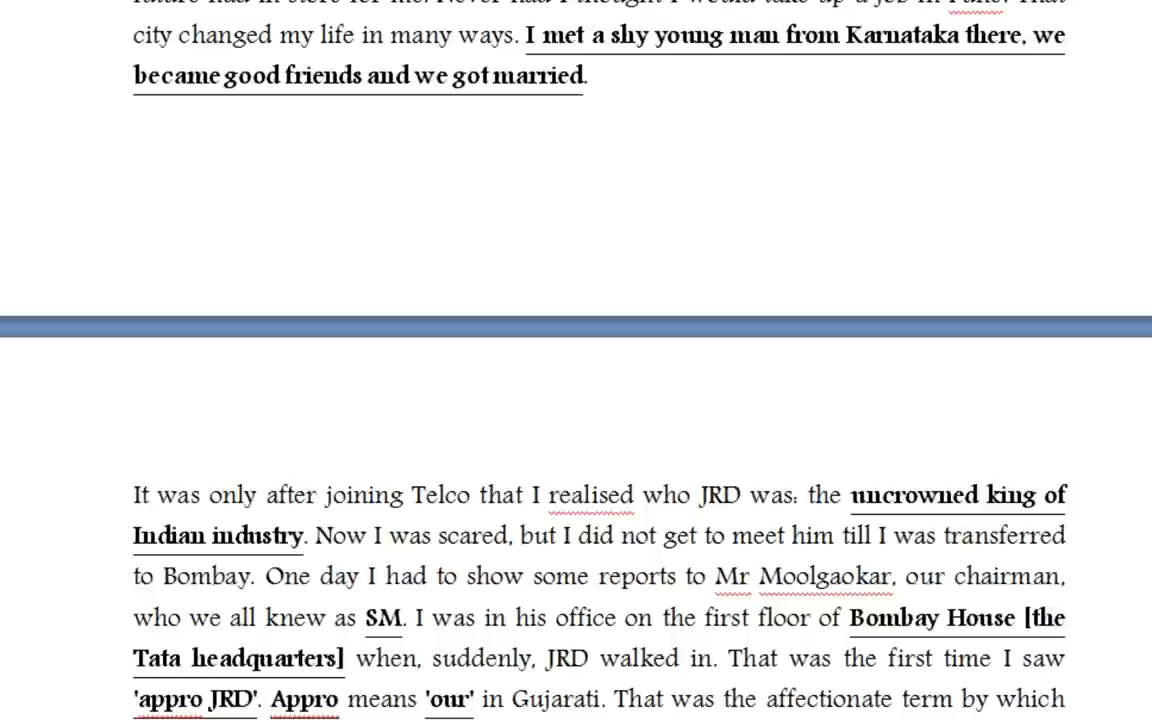 city changed my life in many ways. I met a shy young man from Karnataka there, we
became good friends and we got married.
It was only after joining Telco that I realised who JRD was: the uncrowned king of
Indian industry. Now I was scared, but I did not get to meet him till I was transferred
to Bombay. One day I had to show some reports to Mr Moolgaokar, our chairman,
who we all knew as SM. I was in his office on the first floor of Bombay House [the
Tata headquarters] when, suddenly, JRD walked in. That was the first time I saw
'appro JRD'. Appro means 'our' in Gujarati. That was the affectionate term by which